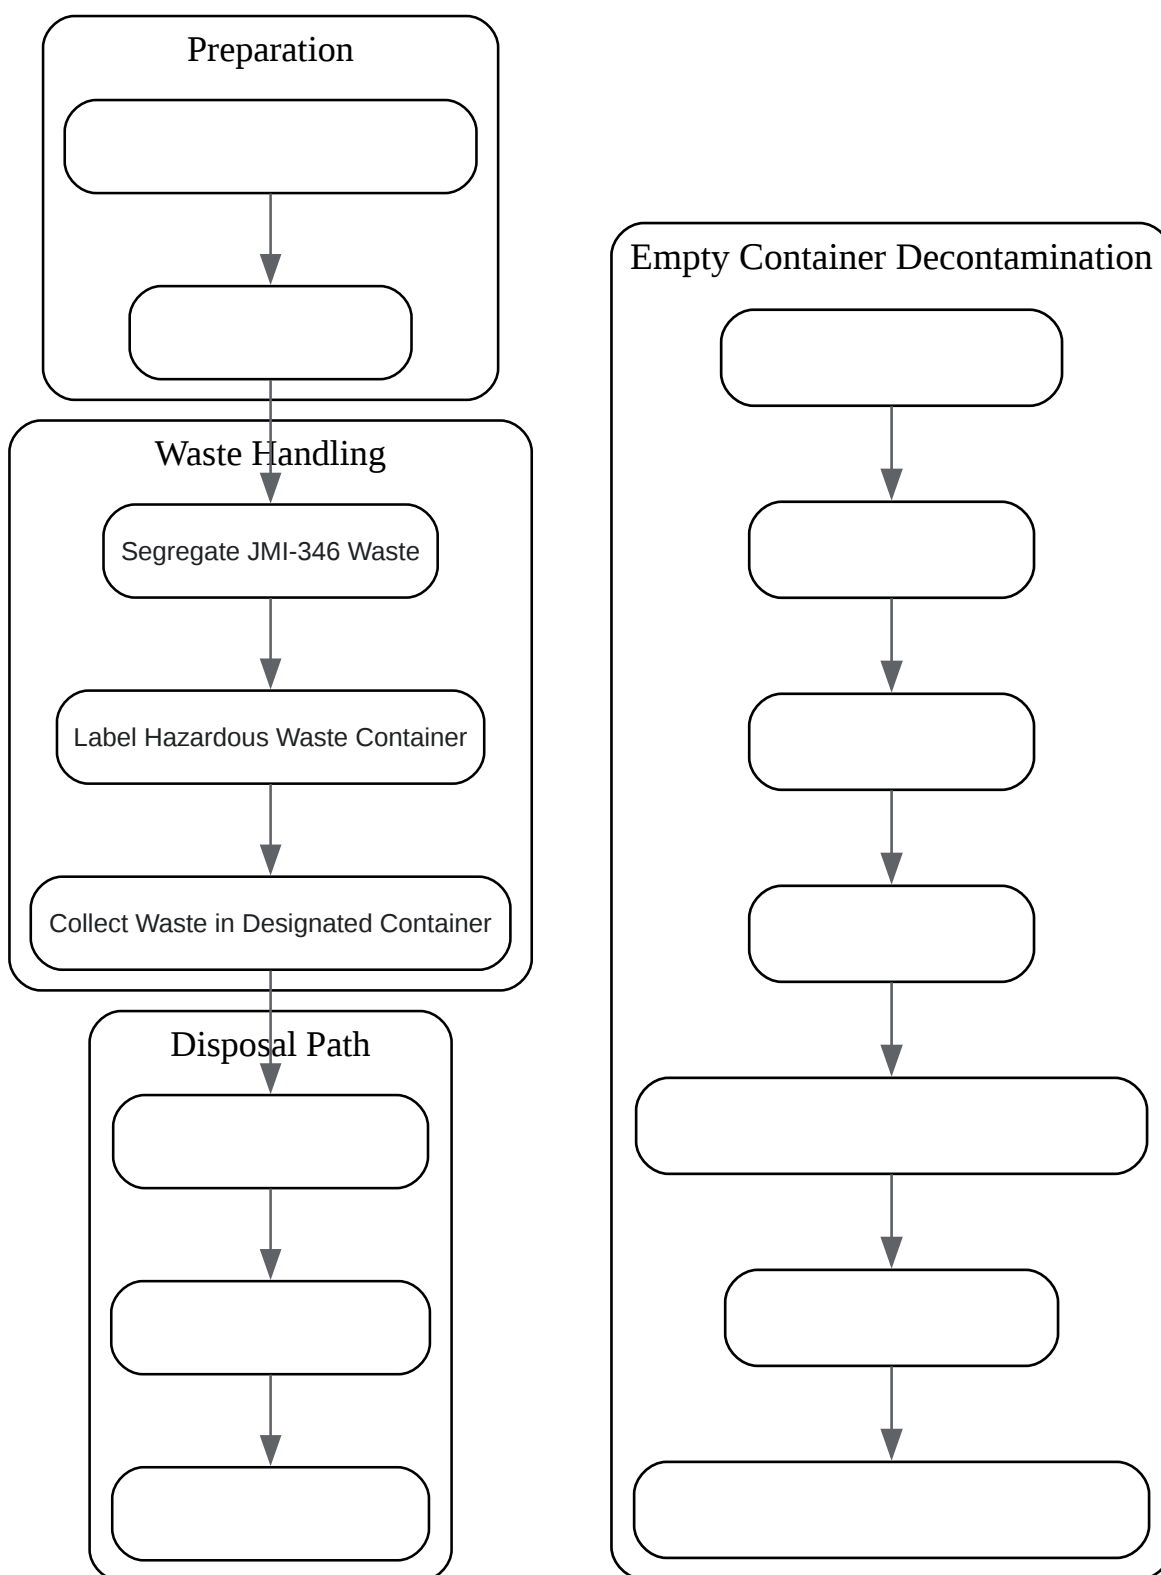 Preparation
Empty Container Decontamination
Waste Handling
Segregate JMI-346 Waste
Label Hazardous Waste Container
Collect Waste in Designated Container
Disposal Path